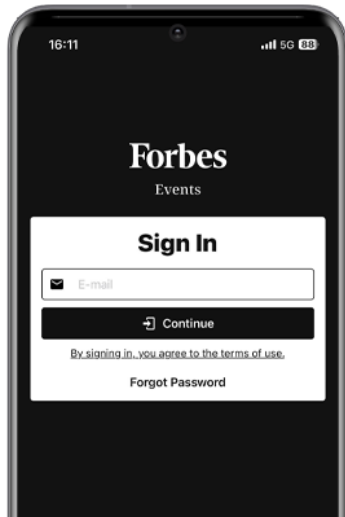 16:11
5G 88
Forbes
Events
Sign In
E-mail
Continue
By signing in, you agree to the terms of use.
Forgot Password